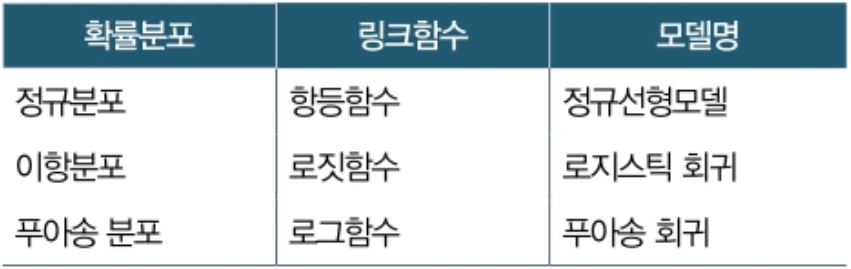 확률분포 링크함수 모델명
정규분포 항등함수 정규선형모델
이항분포 로짓함수 로지스틱 회귀
푸아송 분포 로그함수 푸아송 회귀